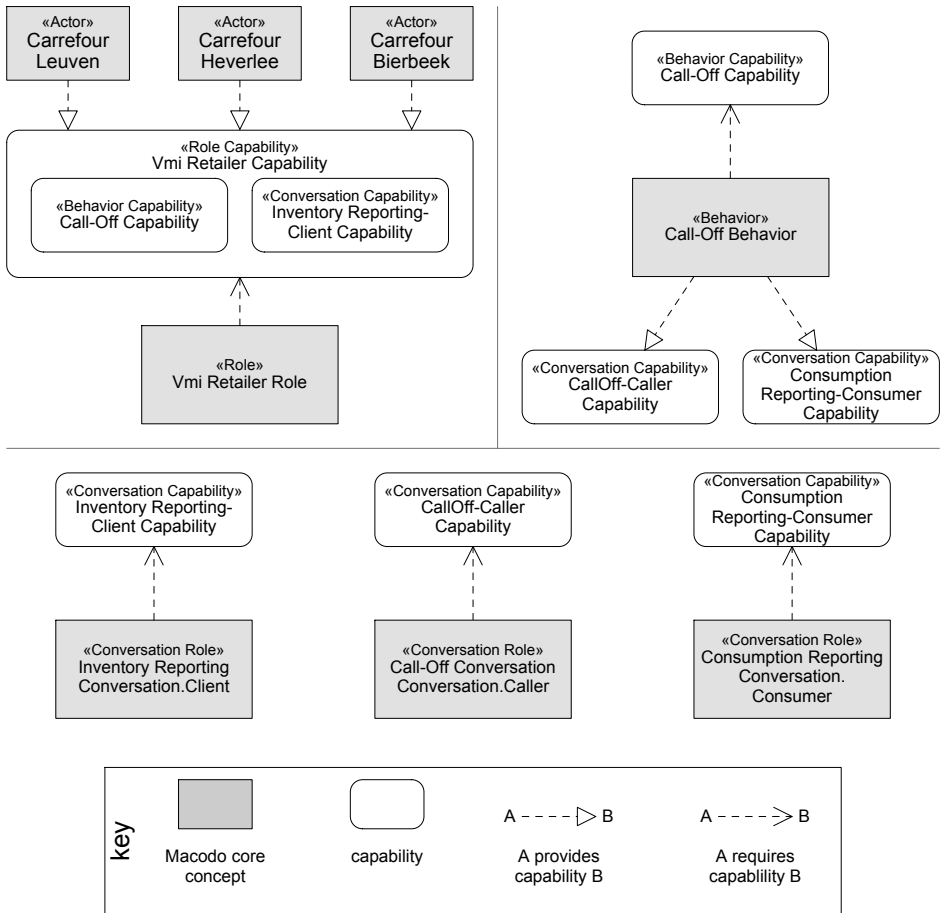 «Actor»
Carrefour
Leuven
«Actor»
Carrefour
Heverlee
«Actor»
Carrefour
Bierbeek
«Role Capability»
Vmi Retailer Capability
«Behavior Capability»
Call-Off Capability
«Conversation Capability»
Inventory Reporting-
Client Capability
«Role»
Vmi Retailer Role
«Behavior Capability»
Call-Off Capability
«Behavior»
Call-Off Behavior
«Conversation Capability»
CallOff-Caller
Capability
«Conversation Capability»
Consumption
Reporting-Consumer
Capability
«Conversation Capability»
Inventory Reporting-
Client Capability
«Conversation Capability»
CallOff-Caller
Capability
«Conversation Capability»
Consumption
Reporting-Consumer
Capability
«Conversation Role»
Inventory Reporting
Conversation.Client
«Conversation Role»
Call-Off Conversation
Conversation.Caller
«Conversation Role»
Consumption Reporting
Conversation.
Consumer
key
Macodo core
concept
capability
A B
A provides
capability B
A B
A requires
capablility B